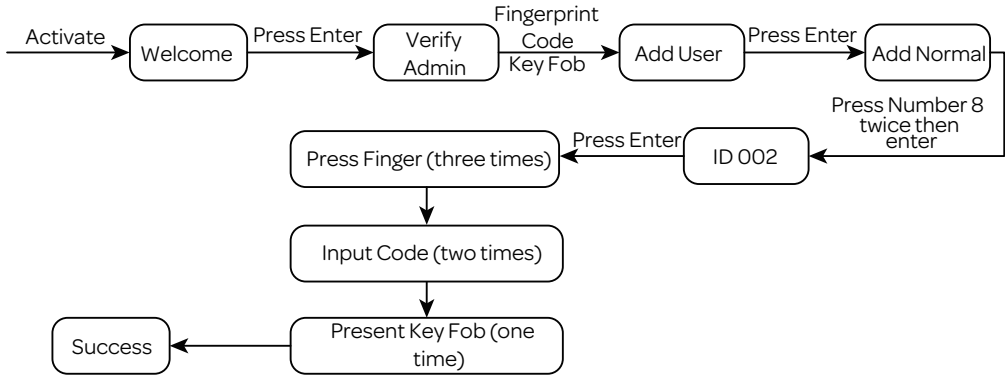 Activate
Welcome
Press Enter
Verify
Admin
Fingerprint
Code
Key Fob
Add User
Press Enter
Add Normal
Press Number 8
twice then
enter
ID 002
Press Enter
Press Finger (three times)
Input Code (two times)
Present Key Fob (one
time)
Success